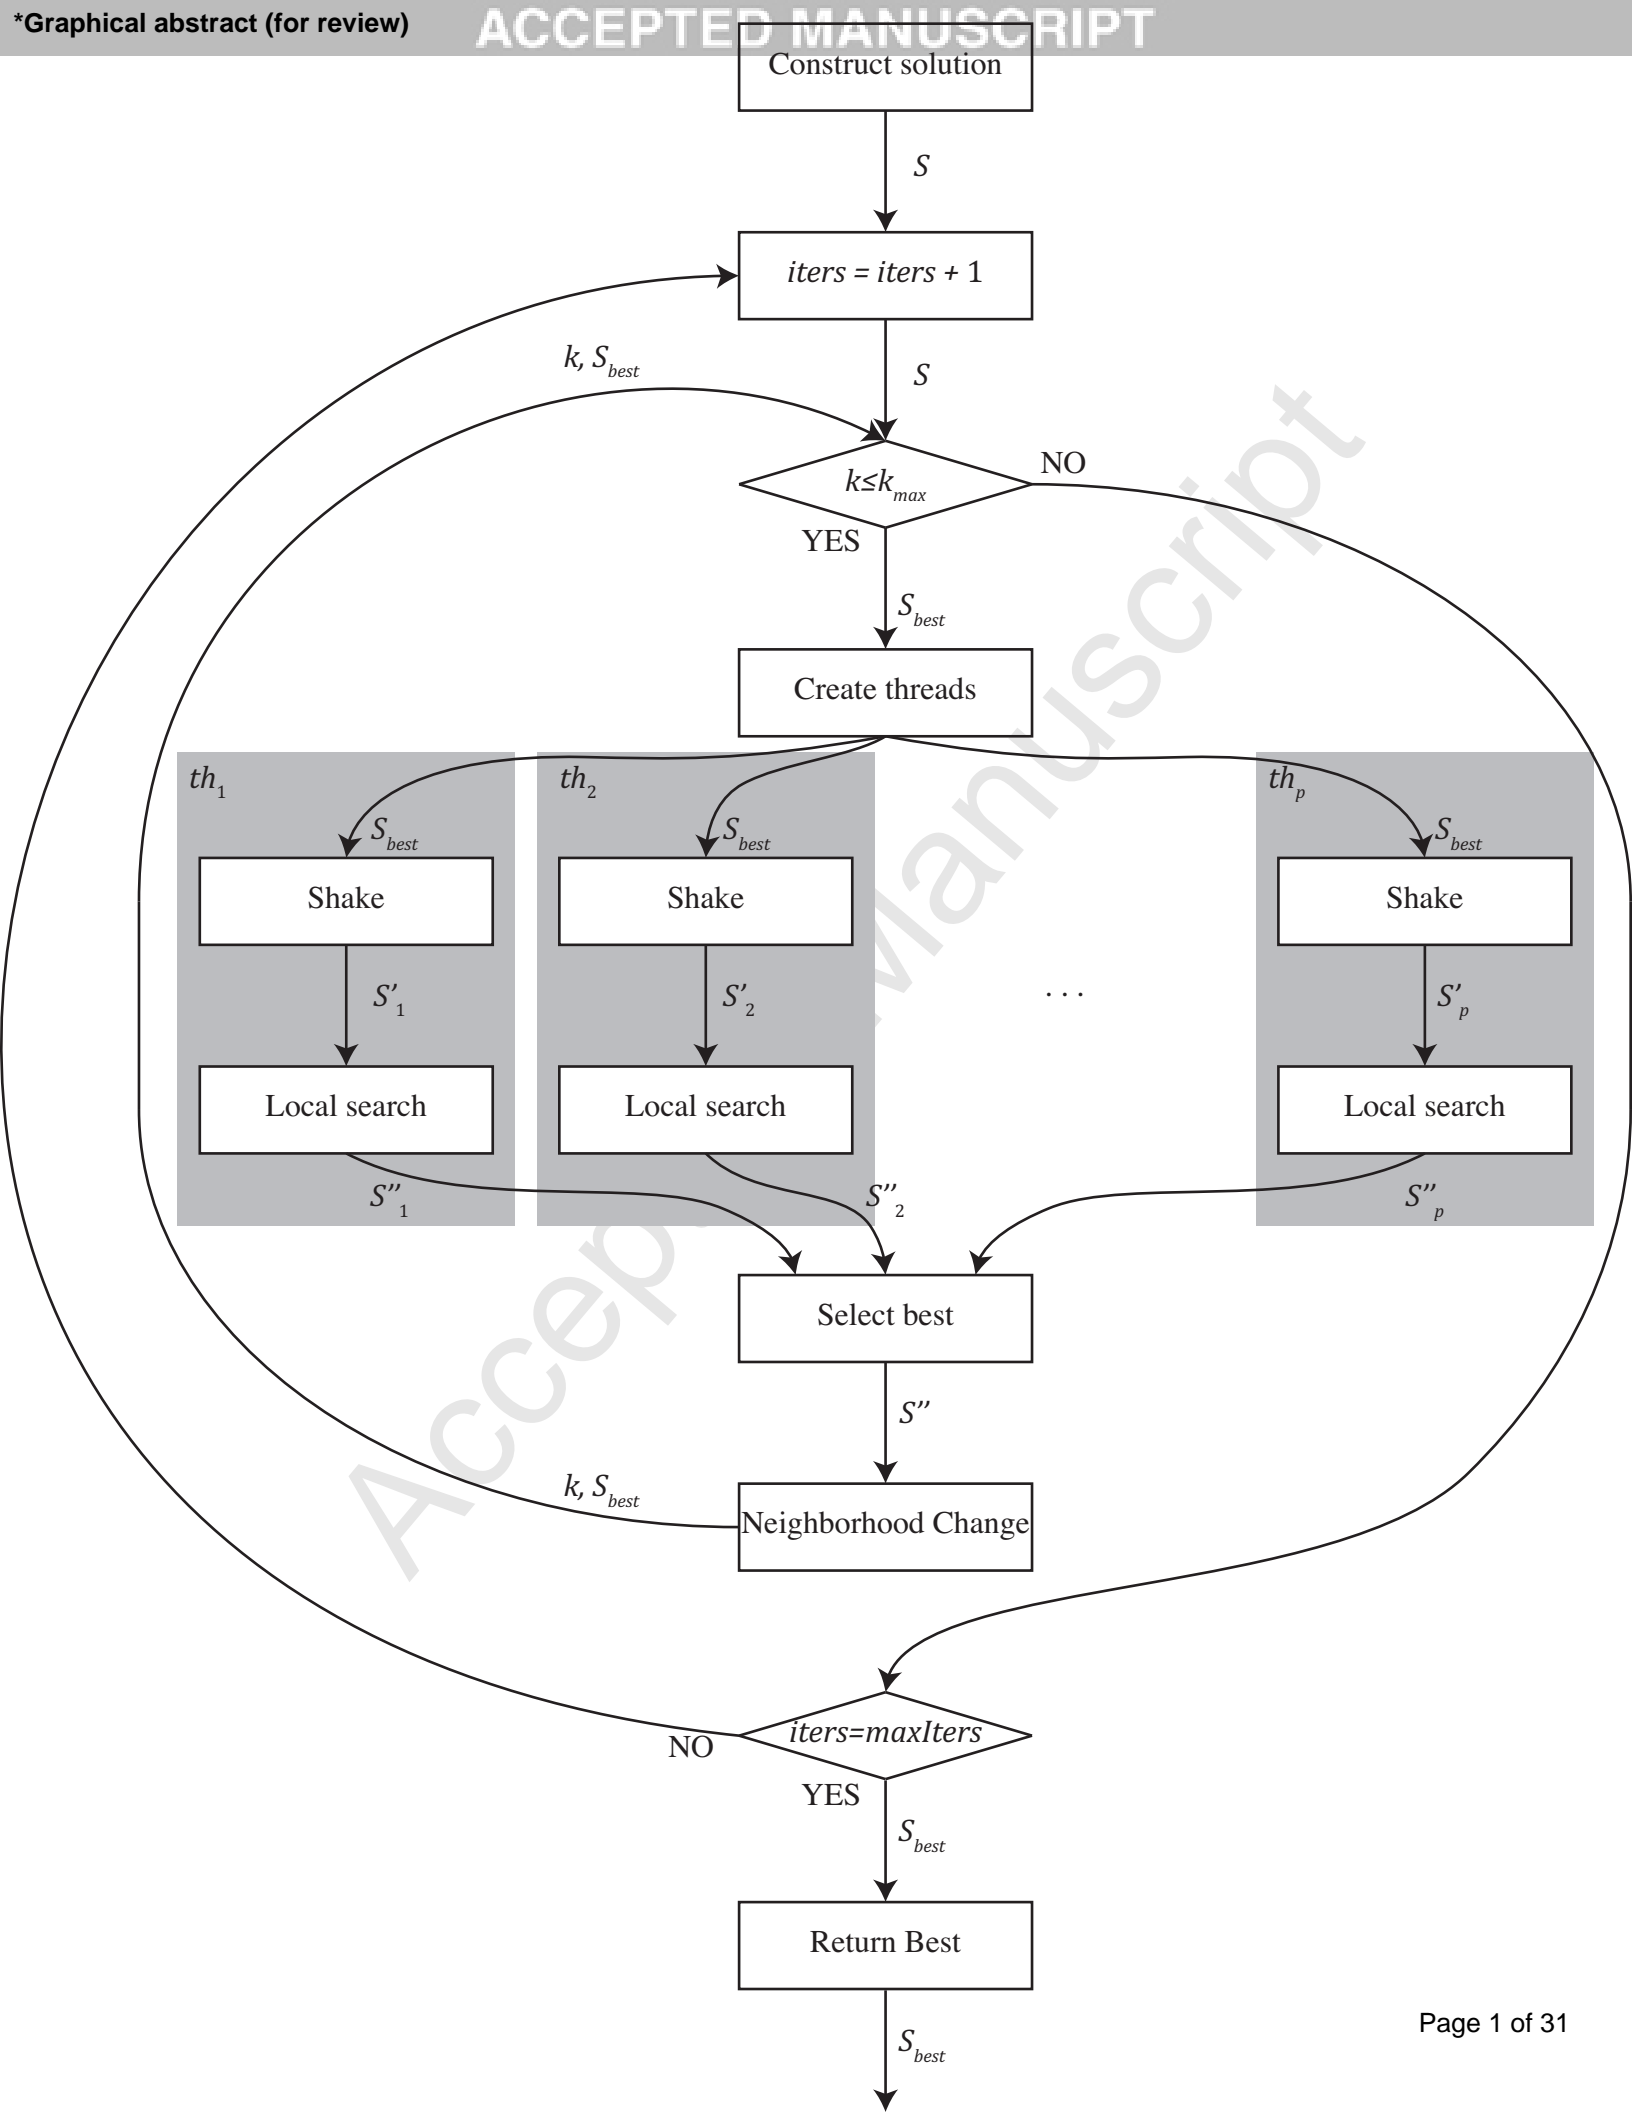 *Graphical abstract (for review)
ACCEPTED MANUSCRIPT
Construct solution
S
iters = iters + 1
k, S_best
S
k≤k_max
NO
YES
S_best
Create threads
th_1
th_2
th_p
S_best
S_best
S_best
Shake
Shake
Shake
S’_1
S’_2
. . .
S’_p
Local search
Local search
Local search
S’’_1
S’’_2
S’’_p
Select best
S’’
k, S_best
Neighborhood Change
iters=maxIters
NO
YES
S_best
Return Best
S_best
Accepted Manuscript
Page 1 of 31